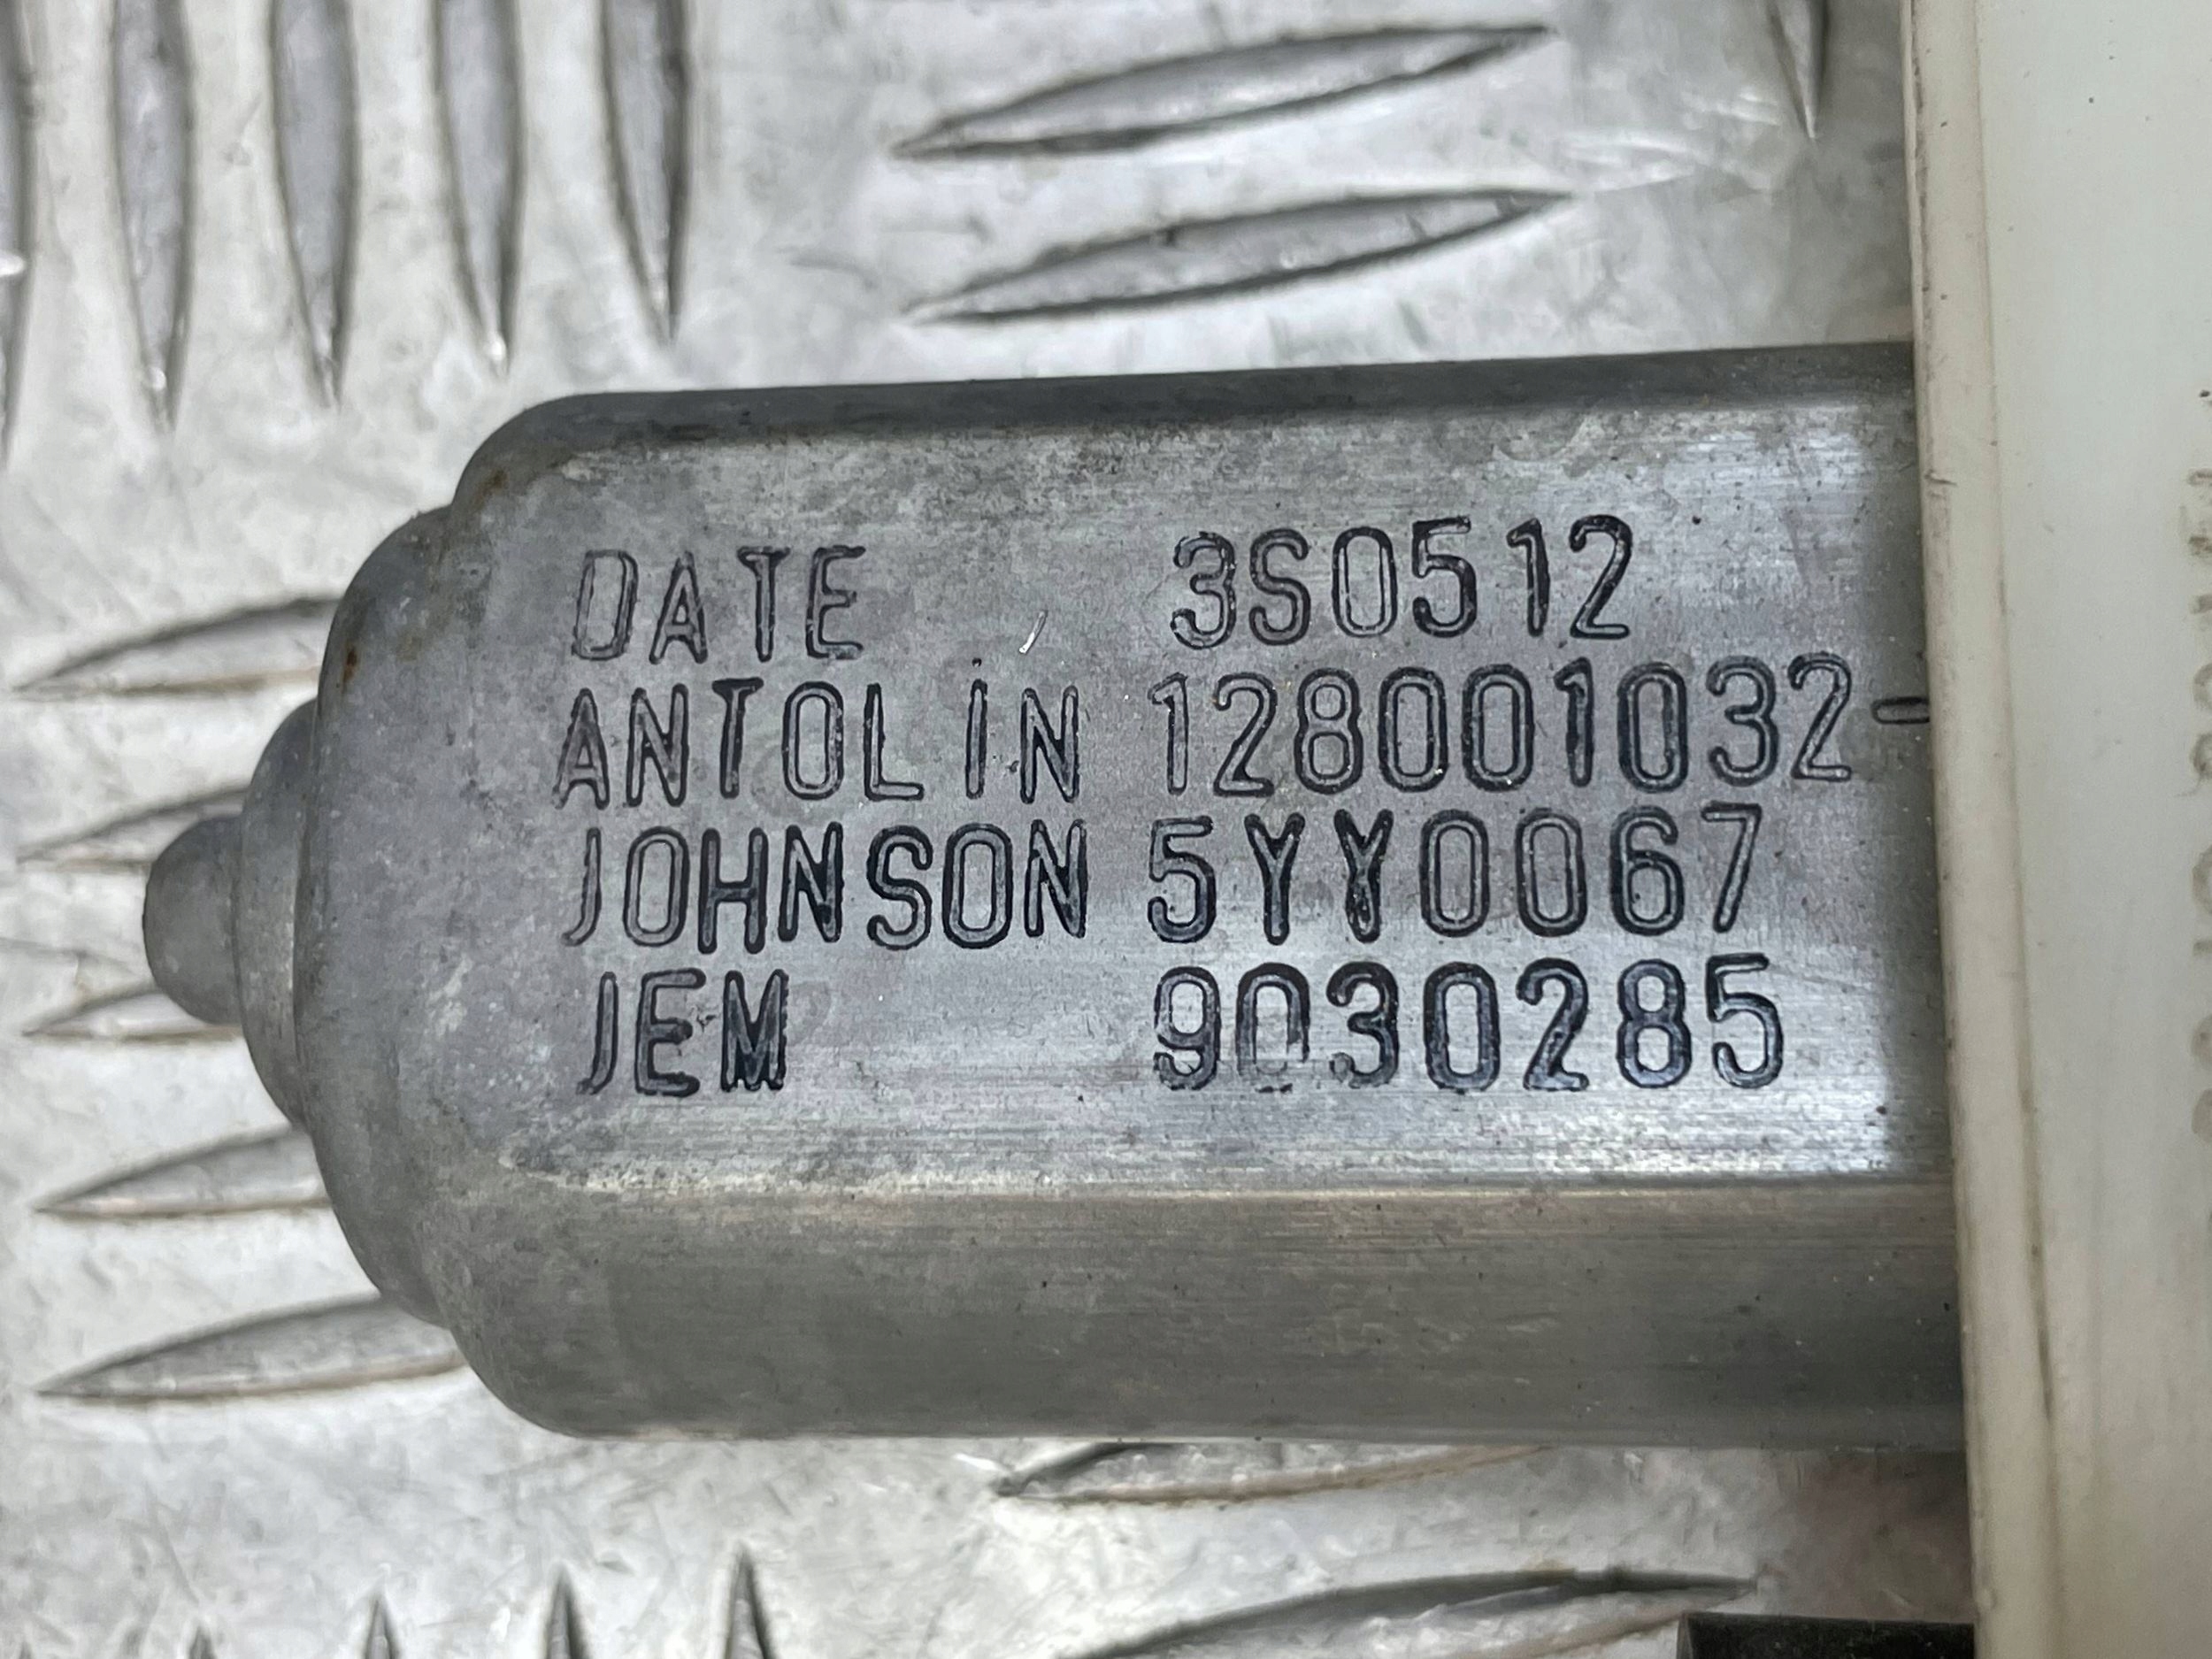 DATE 3S0512
ANTOLIN 128001032-
JOHNSON 5YY0067
JEM 9030285